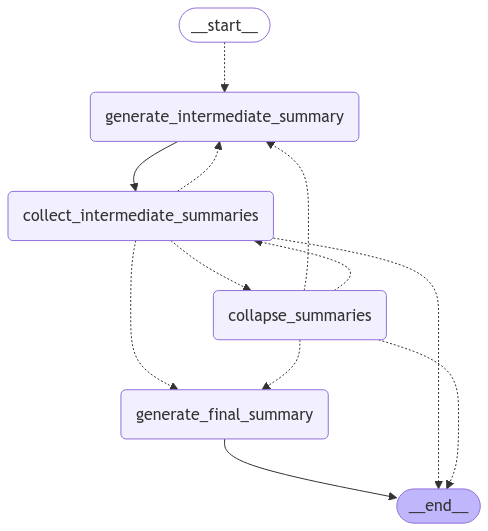 __start__
generate_intermediate_summary
collect_intermediate_summaries
collapse_summaries
generate_final_summary
__end__